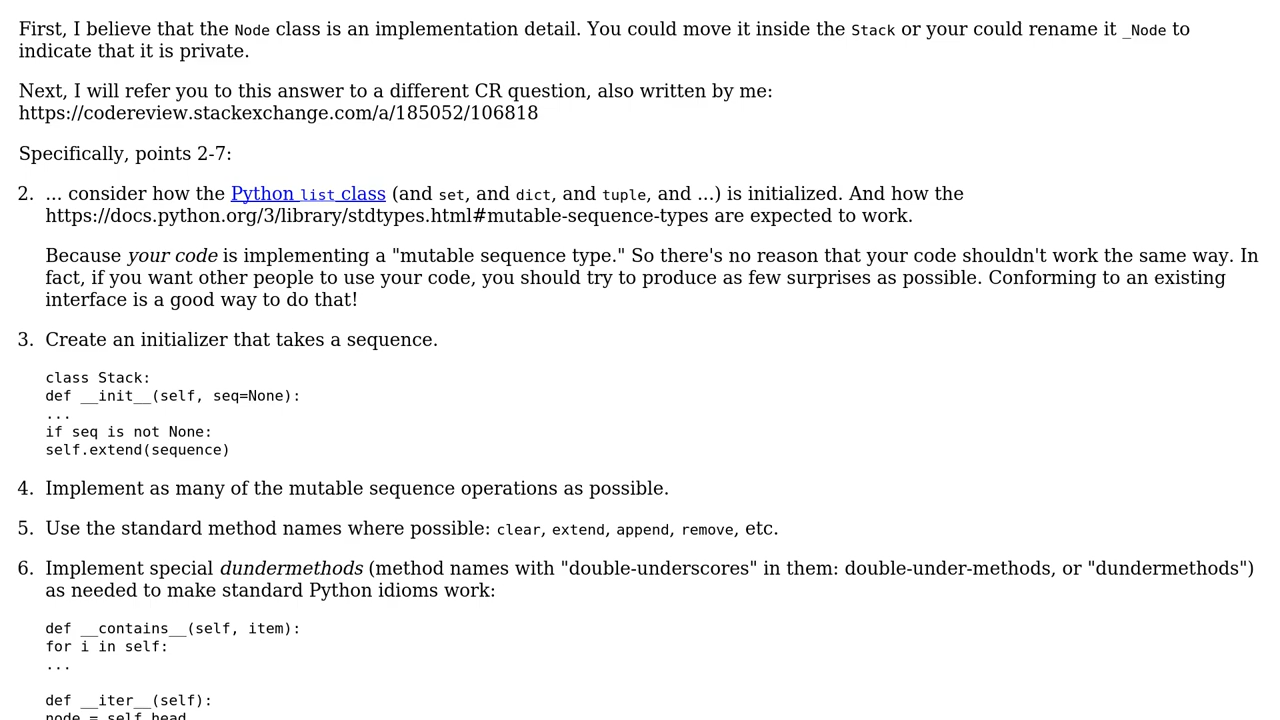 First, I believe that the Node class is an implementation detail. You could move it inside the Stack or your could rename it _Node to
indicate that it is private.
Next, I will refer you to this answer to a different CR question, also written by me:
https://codereview.stackexchange.com/a/185052/106818
Specifically, points 2-7:
2. ... consider how the Python list class (and set, and dict, and tuple, and ...) is initialized. And how the
https://docs.python.org/3/library/stdtypes.html#mutable-sequence-types are expected to work.
Because your code is implementing a "mutable sequence type." So there's no reason that your code shouldn't work the same way. In
fact, if you want other people to use your code, you should try to produce as few surprises as possible. Conforming to an existing
interface is a good way to do that!
3. Create an initializer that takes a sequence.
class Stack:
def __init__(self, seq=None):
...
if seq is not None:
self.extend(sequence)
4. Implement as many of the mutable sequence operations as possible.
5. Use the standard method names where possible: clear, extend, append, remove, etc.
6. Implement special dundermethods (method names with "double-underscores" in them: double-under-methods, or "dundermethods")
as needed to make standard Python idioms work:
def __contains__(self, item):
for i in self:
...
def __iter__(self):
node = self.head